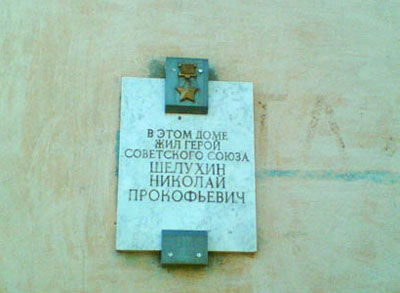 В ЭТОМ ДОМЕ
ЖИЛ ГЕРОЙ
СОВЕТСКОГО СОЮЗА
ШЕЛУХИН
НИКОЛАЙ
ПРОКОФЬЕВИЧ